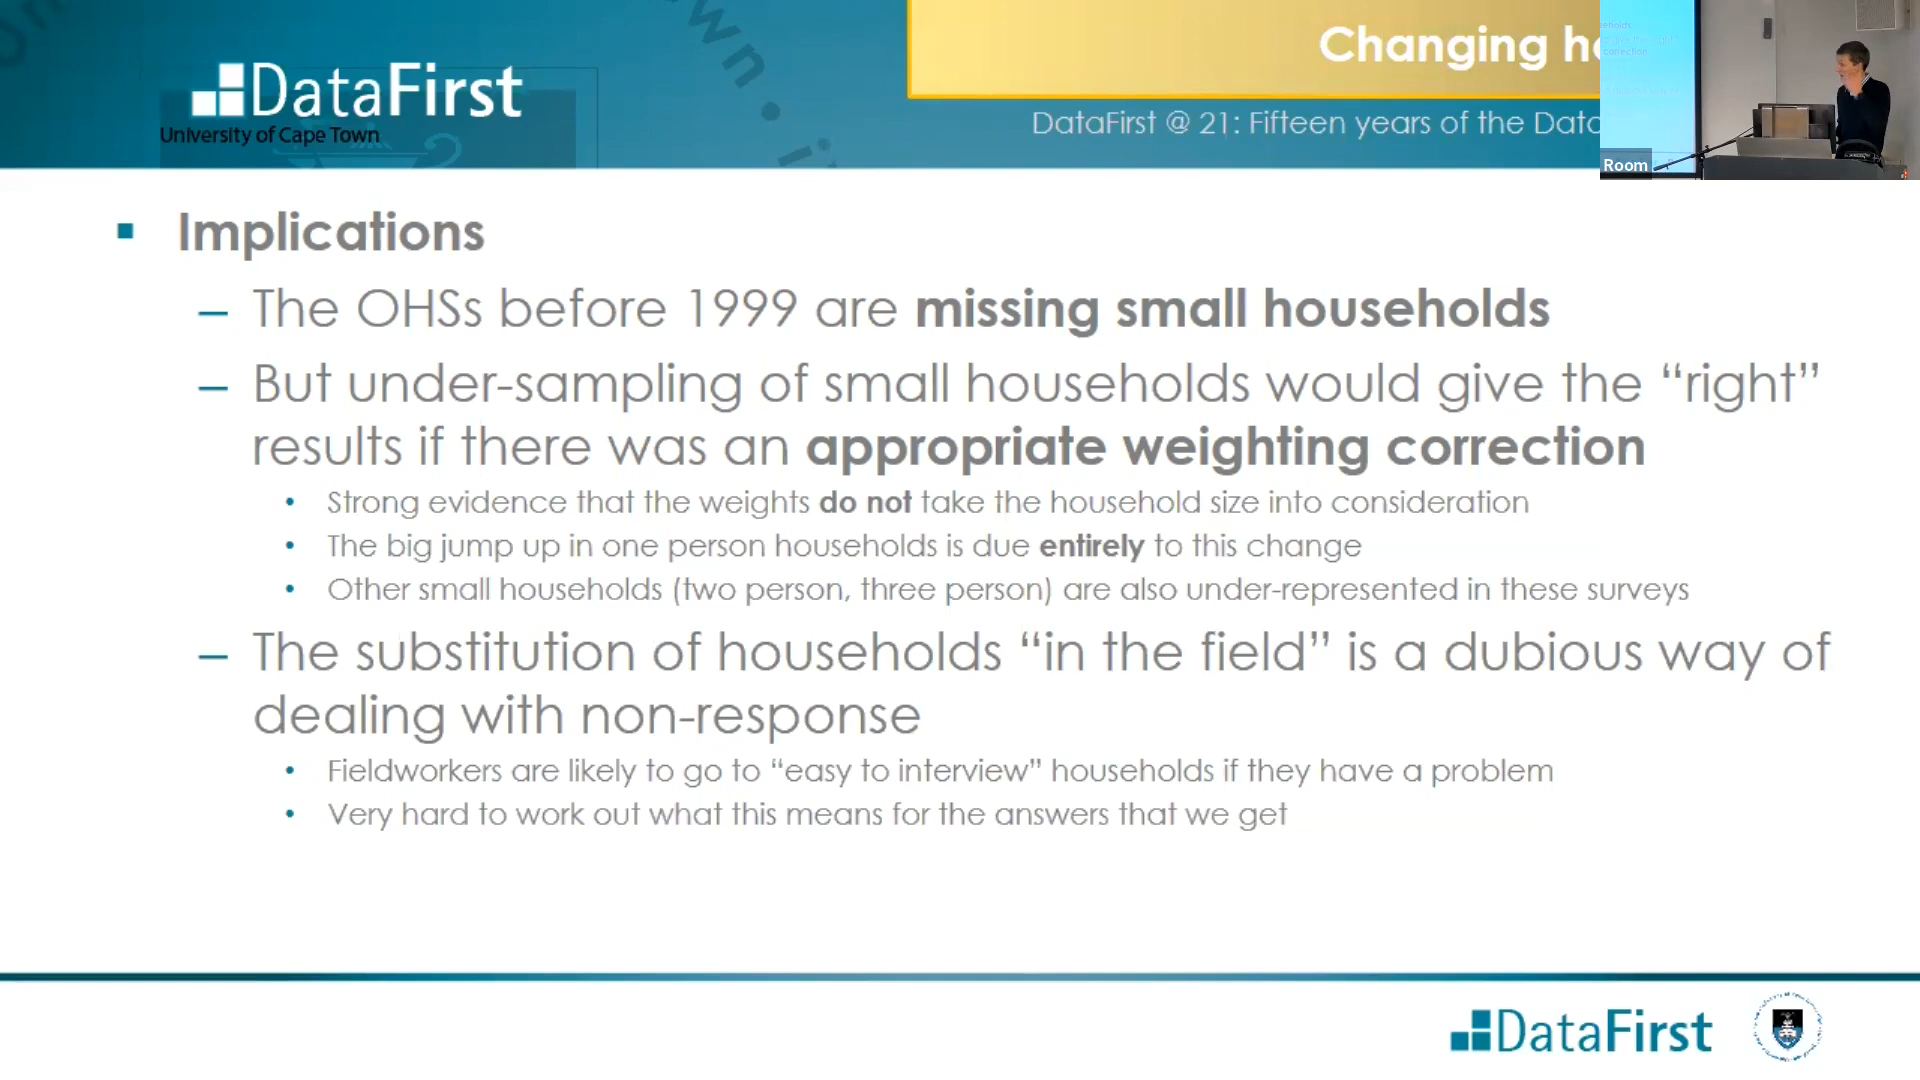 DataFirst
University of Cape Town
Changing
DataFirst @ 21: Fifteen years of the
Room
Implications
– The OHSs before 1999 are missing small households
– But under-sampling of small households would give the “right”
results if there was an appropriate weighting correction
• Strong evidence that the weights do not take the household size into consideration
• The big jump up in one person households is due entirely to this change
• Other small households (two person, three person) are also under-represented in these surveys
– The substitution of households “in the field” is a dubious way of
dealing with non-response
• Fieldworkers are likely to go to “easy to interview” households if they have a problem
• Very hard to work out what this means for the answers that we get
DataFirst